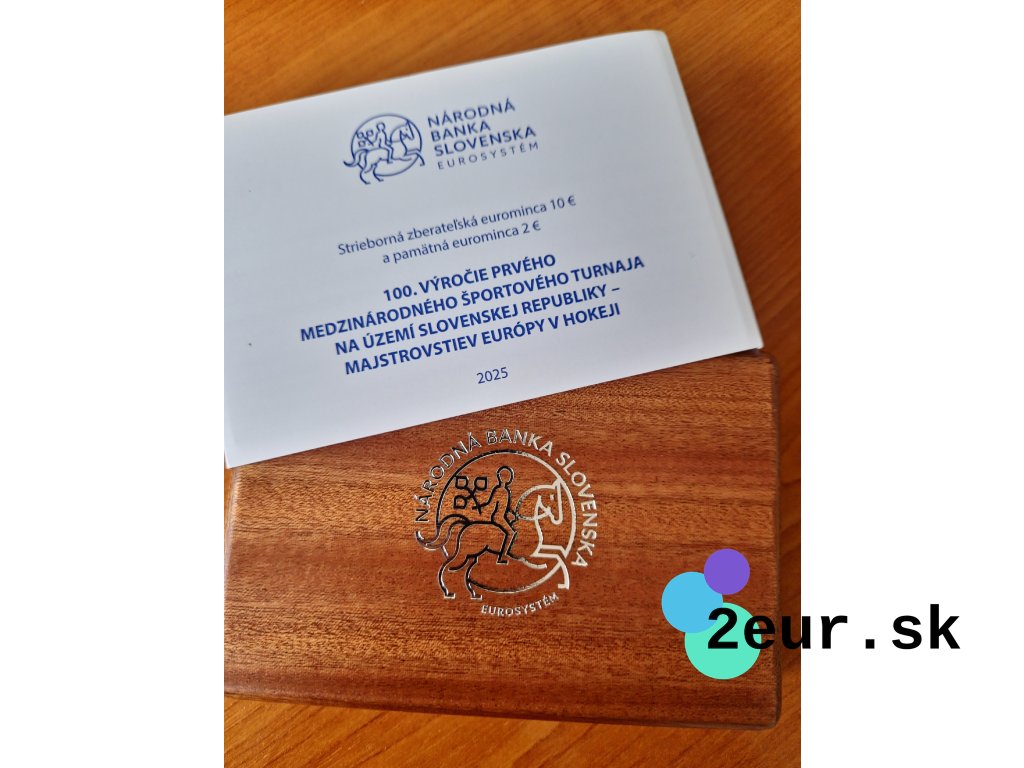 NÁRODNÁ
BANKA
SLOVENSKA
EUROSYSTÉM
Strieborná zberateľská eurominca 10 €
a pamätná eurominca 2 €
100. VÝROČIE PRVÉHO
MEDZINÁRODNÉHO ŠPORTOVÉHO TURNAJA
NA ÚZEMÍ SLOVENSKEJ REPUBLIKY –
MAJSTROVSTIEV EURÓPY V HOKEJI
2025
NÁRODNÁ BANKA SLOVENSKA
EUROSYSTÉM
2eur.sk